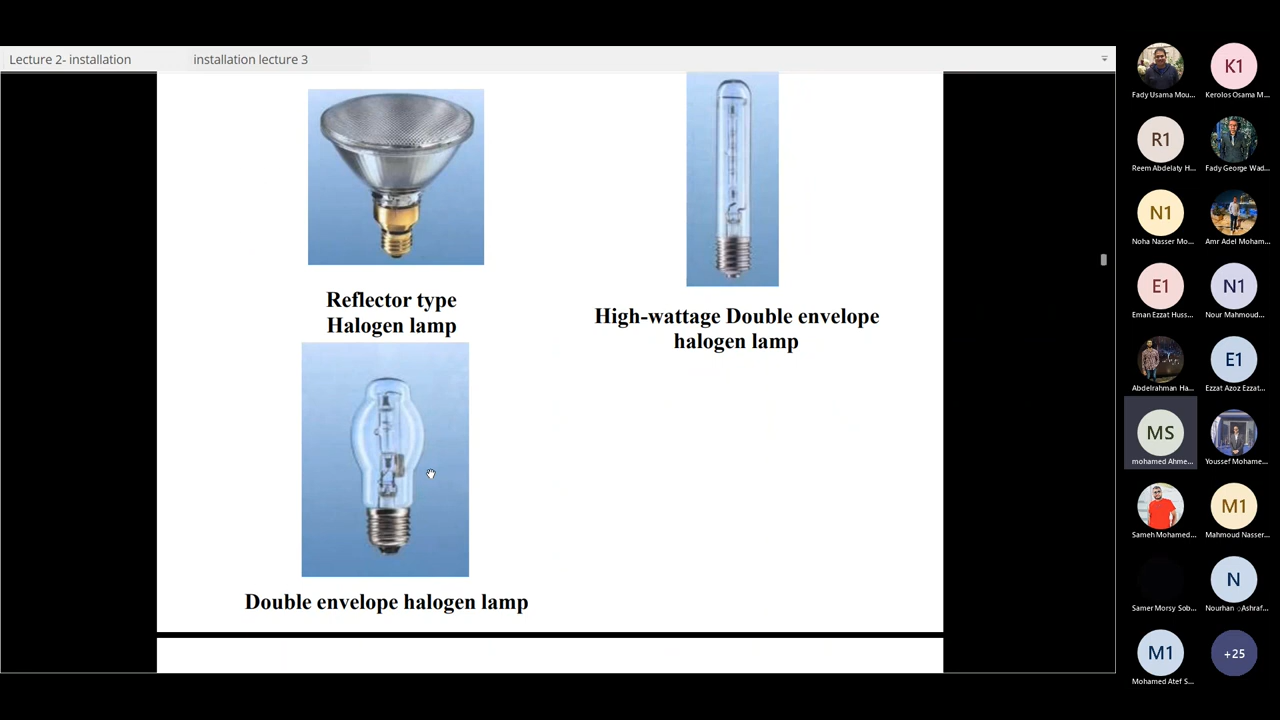 Lecture 2- installation
installation lecture 3
Reflector type
Halogen lamp
High-wattage Double envelope
halogen lamp
Double envelope halogen lamp
Fady Usama Mou...
K1
Kerolos Osama M...
R1
Reem Abdelaty H...
Fady George Wad...
N1
Noha Nasser Mo...
Amr Adel Moham...
E1
Eman Ezzat Huss...
N1
Nour Mahmoud...
Abdelrahman Ha...
E1
Ezzat Azoz Ezzat...
MS
mohamed Ahme...
Youssef Mohame...
Sameh Mohamed...
M1
Mahmoud Nasser...
Samer Morsy Sob...
N
Nourhan ◌Ashraf...
M1
Mohamed Atef S...
+25